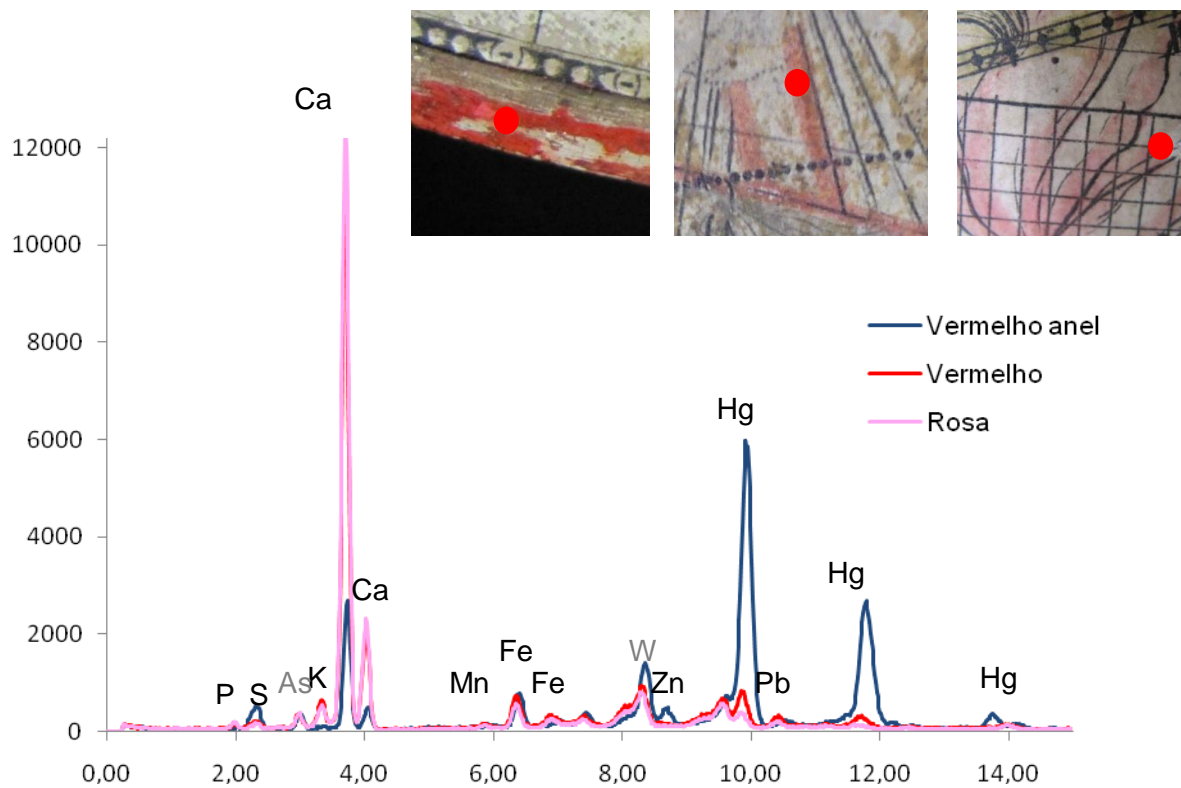 Ca
12000
10000
8000
6000
4000
2000
0
Vermelho anel
Vermelho
Rosa
Hg
Ca
Hg
P
S
As
K
Mn
Fe
Fe
W
Zn
Pb
Hg
0,00
2,00
4,00
6,00
8,00
10,00
12,00
14,00